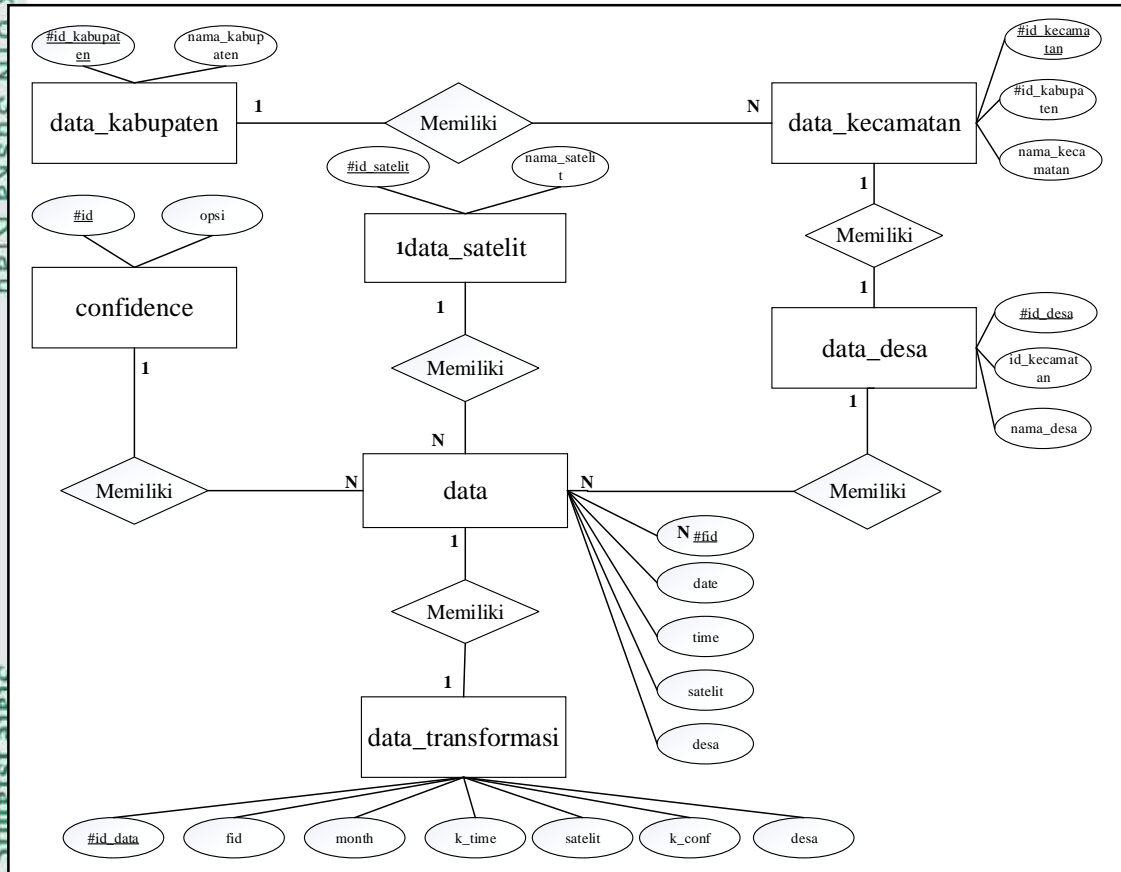 #id_kabupat
en
nama_kabup
aten
data_kabupaten
1
Memiliki
N
data_kecamatan
#id_kecama
tan
#id_kabupa
ten
nama_keca
matan
#id_satelit
nama_sateli
t
1data_satelit
1
Memiliki
N
#id
opsi
confidence
1
Memiliki
N
1
Memiliki
1
data_desa
#id_desa
id_kecamat
an
nama_desa
1
Memiliki
N
data
N #fid
date
time
satelit
desa
1
Memiliki
1
data_transformasi
#id_data
fid
month
k_time
satelit
k_conf
desa